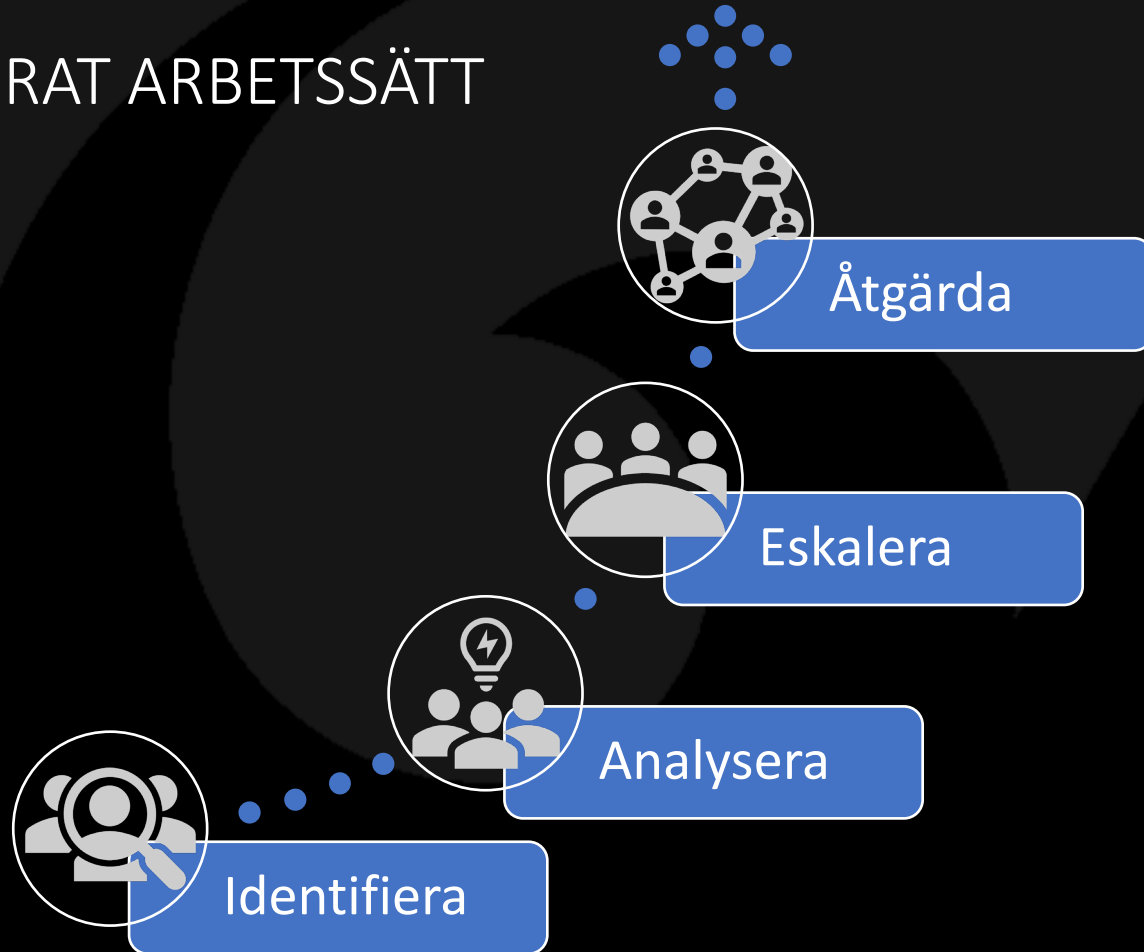 RAT ARBETSSÄTT
Åtgärda
Eskalera
Analysera
Identifiera